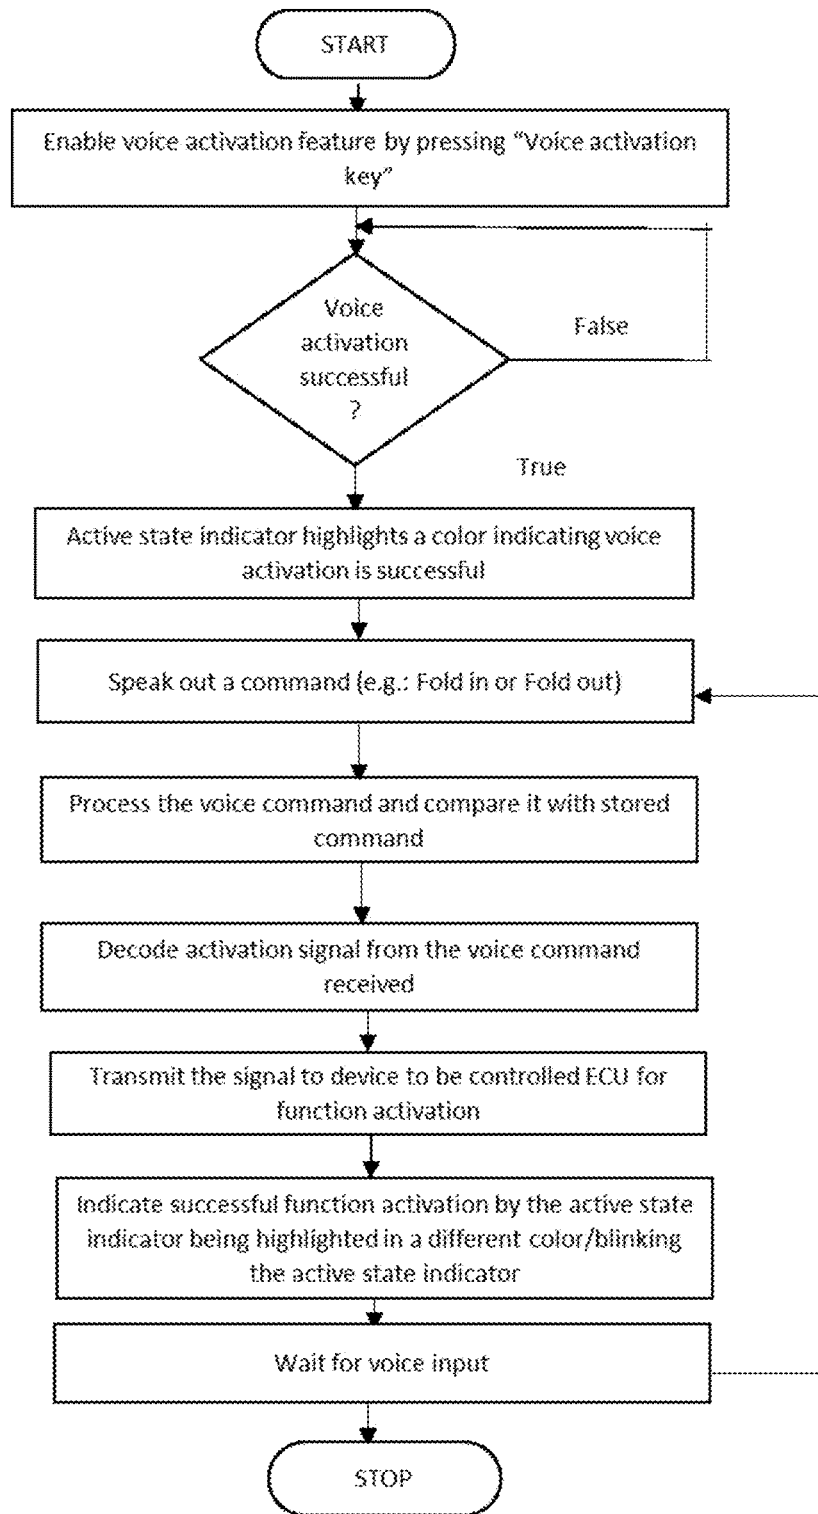 START
Enable voice activation feature by pressing “Voice activation
key”
Voice
activation
successful
?
False
True
Active state indicator highlights a color indicating voice
activation is successful
Speak out a command (e.g.: Fold in or Fold out)
Process the voice command and compare it with stored
command
Decode activation signal from the voice command
received
Transmit the signal to device to be controlled ECU for
function activation
Indicate successful function activation by the active state
indicator being highlighted in a different color/blinking
the active state indicator
Wait for voice input
STOP